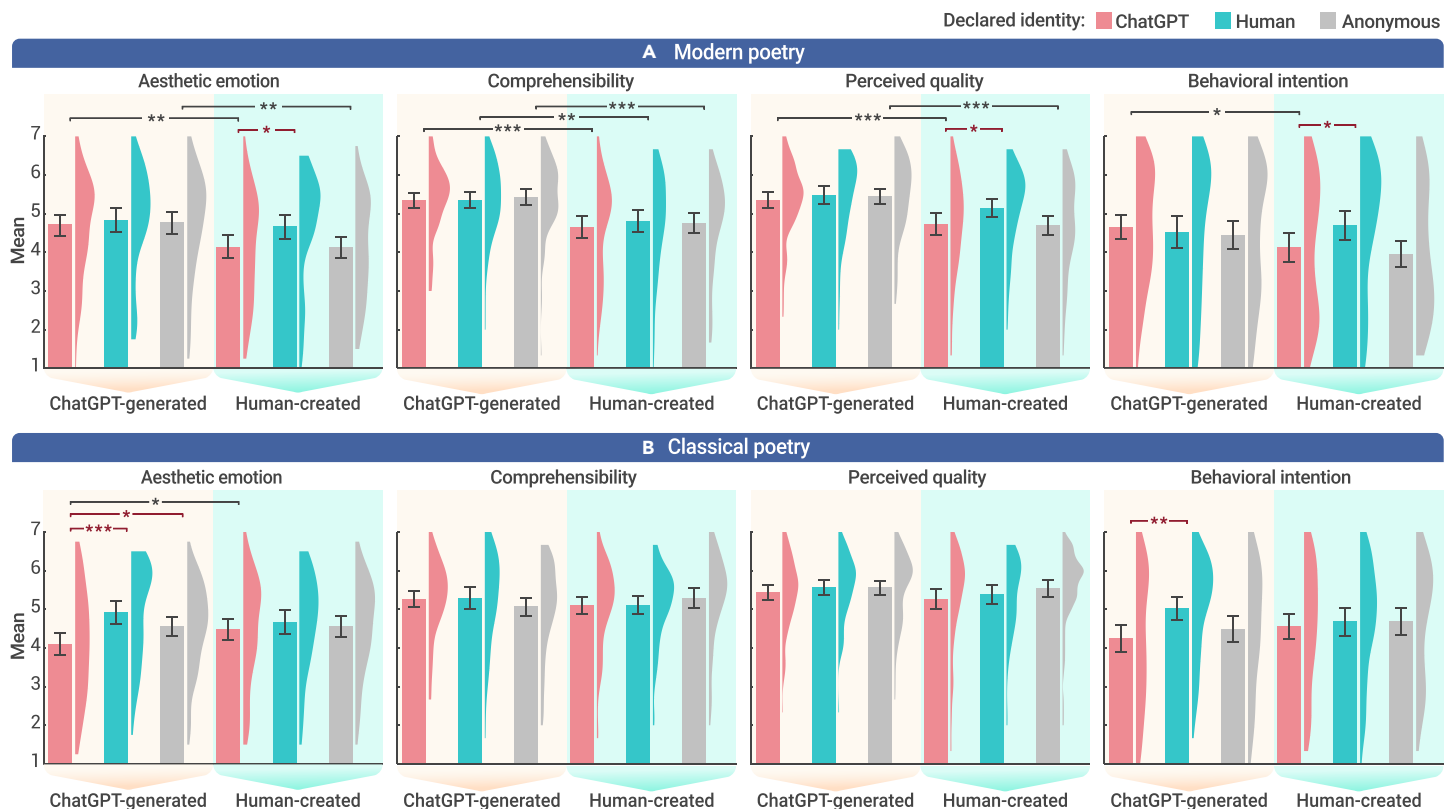 Declared identity: ChatGPT Human Anonymous
A Modern poetry
Aesthetic emotion Comprehensibility Perceived quality Behavioral intention
** *** ***
** ** *** *
* *** * *
7
6
5
4
3
2
1
Mean
ChatGPT-generated Human-created ChatGPT-generated Human-created ChatGPT-generated Human-created ChatGPT-generated Human-created
B Classical poetry
Aesthetic emotion Comprehensibility Perceived quality Behavioral intention
*
*
*** **
7
6
5
4
3
2
1
Mean
ChatGPT-generated Human-created ChatGPT-generated Human-created ChatGPT-generated Human-created ChatGPT-generated Human-created